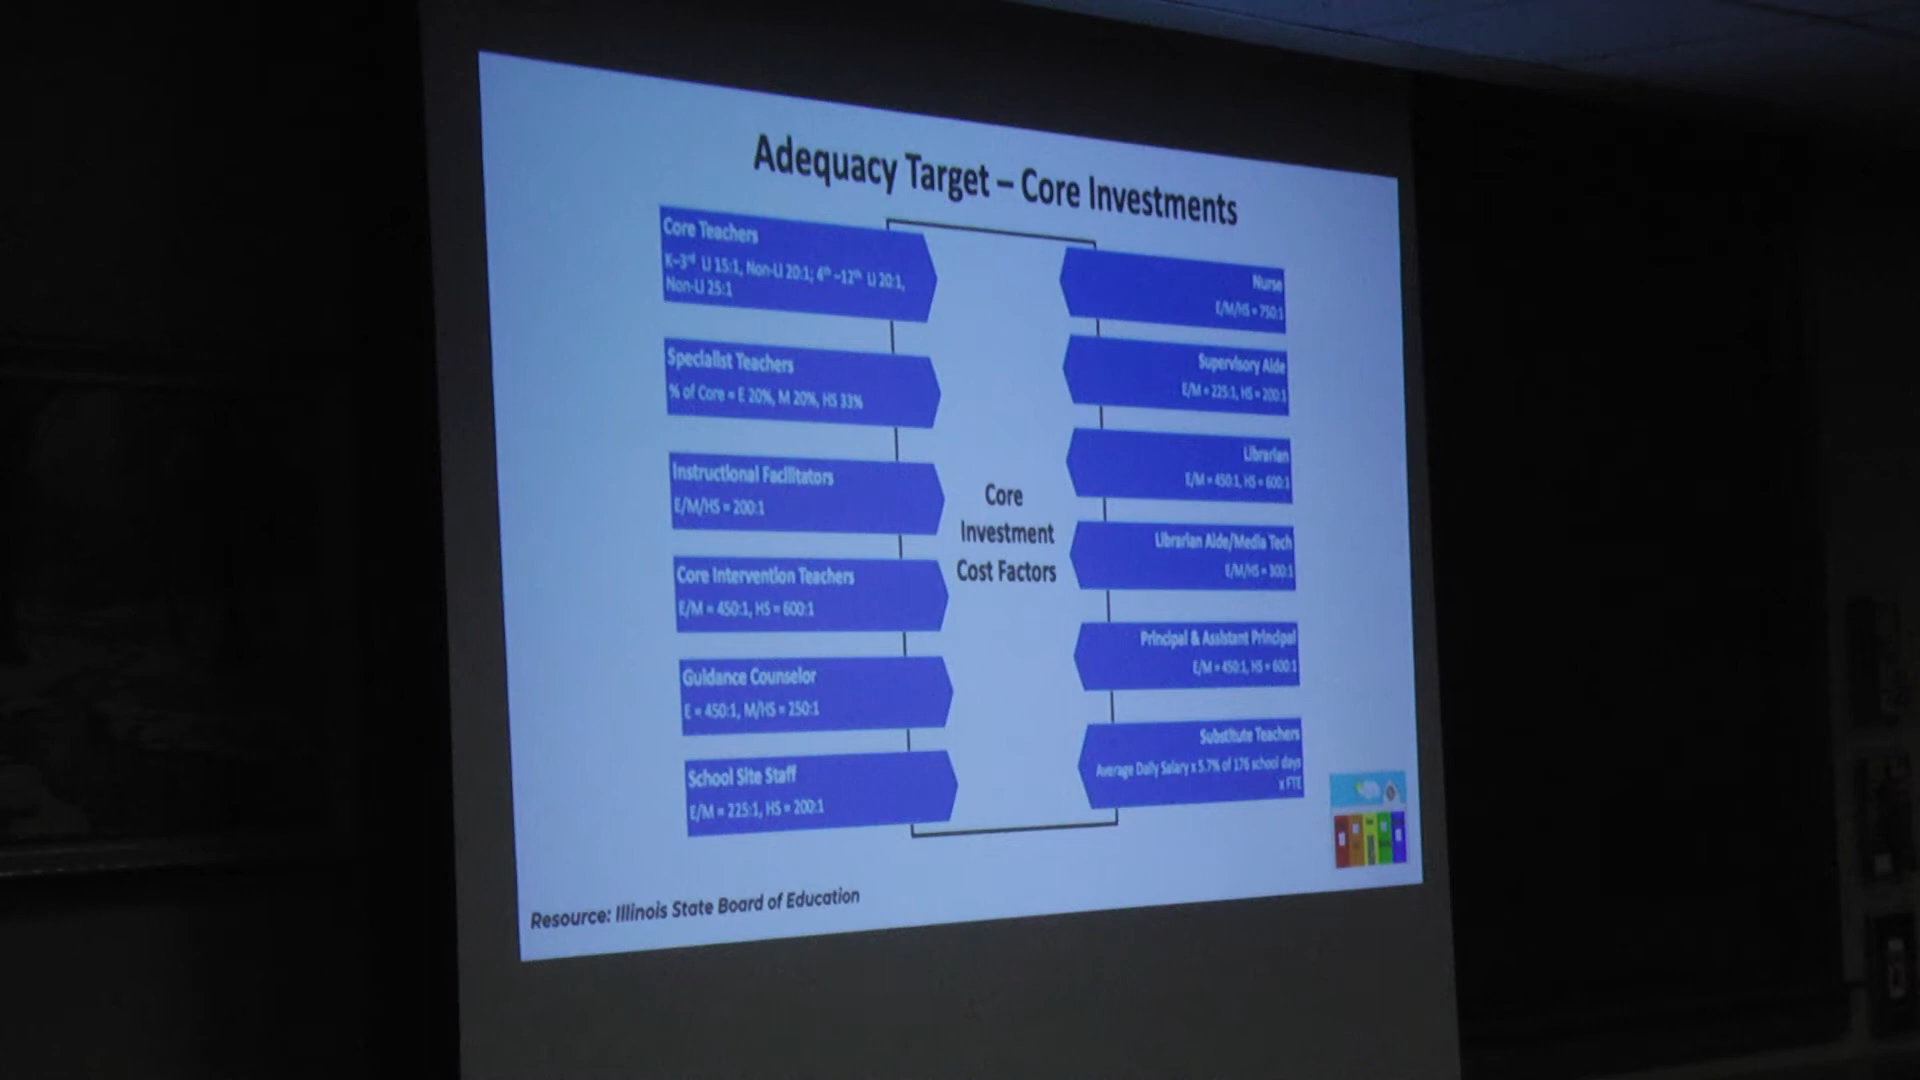 Adequacy Target – Core Investments
Core Teachers
K–3rd LI 15:1, Non-LI 20:1; 4th –12th LI 20:1,
Non-LI 25:1
Specialist Teachers
% of Core = E 20%, M 20%, HS 33%
Instructional Facilitators
E/M/HS = 200:1
Core Intervention Teachers
E/M = 450:1, HS = 600:1
Guidance Counselor
E = 450:1, M/HS = 250:1
School Site Staff
E/M = 225:1, HS = 200:1
Core
Investment
Cost Factors
Nurse
E/M/HS = 750:1
Supervisory Aide
E/M = 225:1, HS = 200:1
Librarian
E/M = 450:1, HS = 600:1
Librarian Aide/Media Tech
E/M/HS = 300:1
Principal & Assistant Principal
E/M = 450:1, HS = 600:1
Substitute Teachers
Average Daily Salary x 5.7% of 176 school days
x FTE
Resource: Illinois State Board of Education